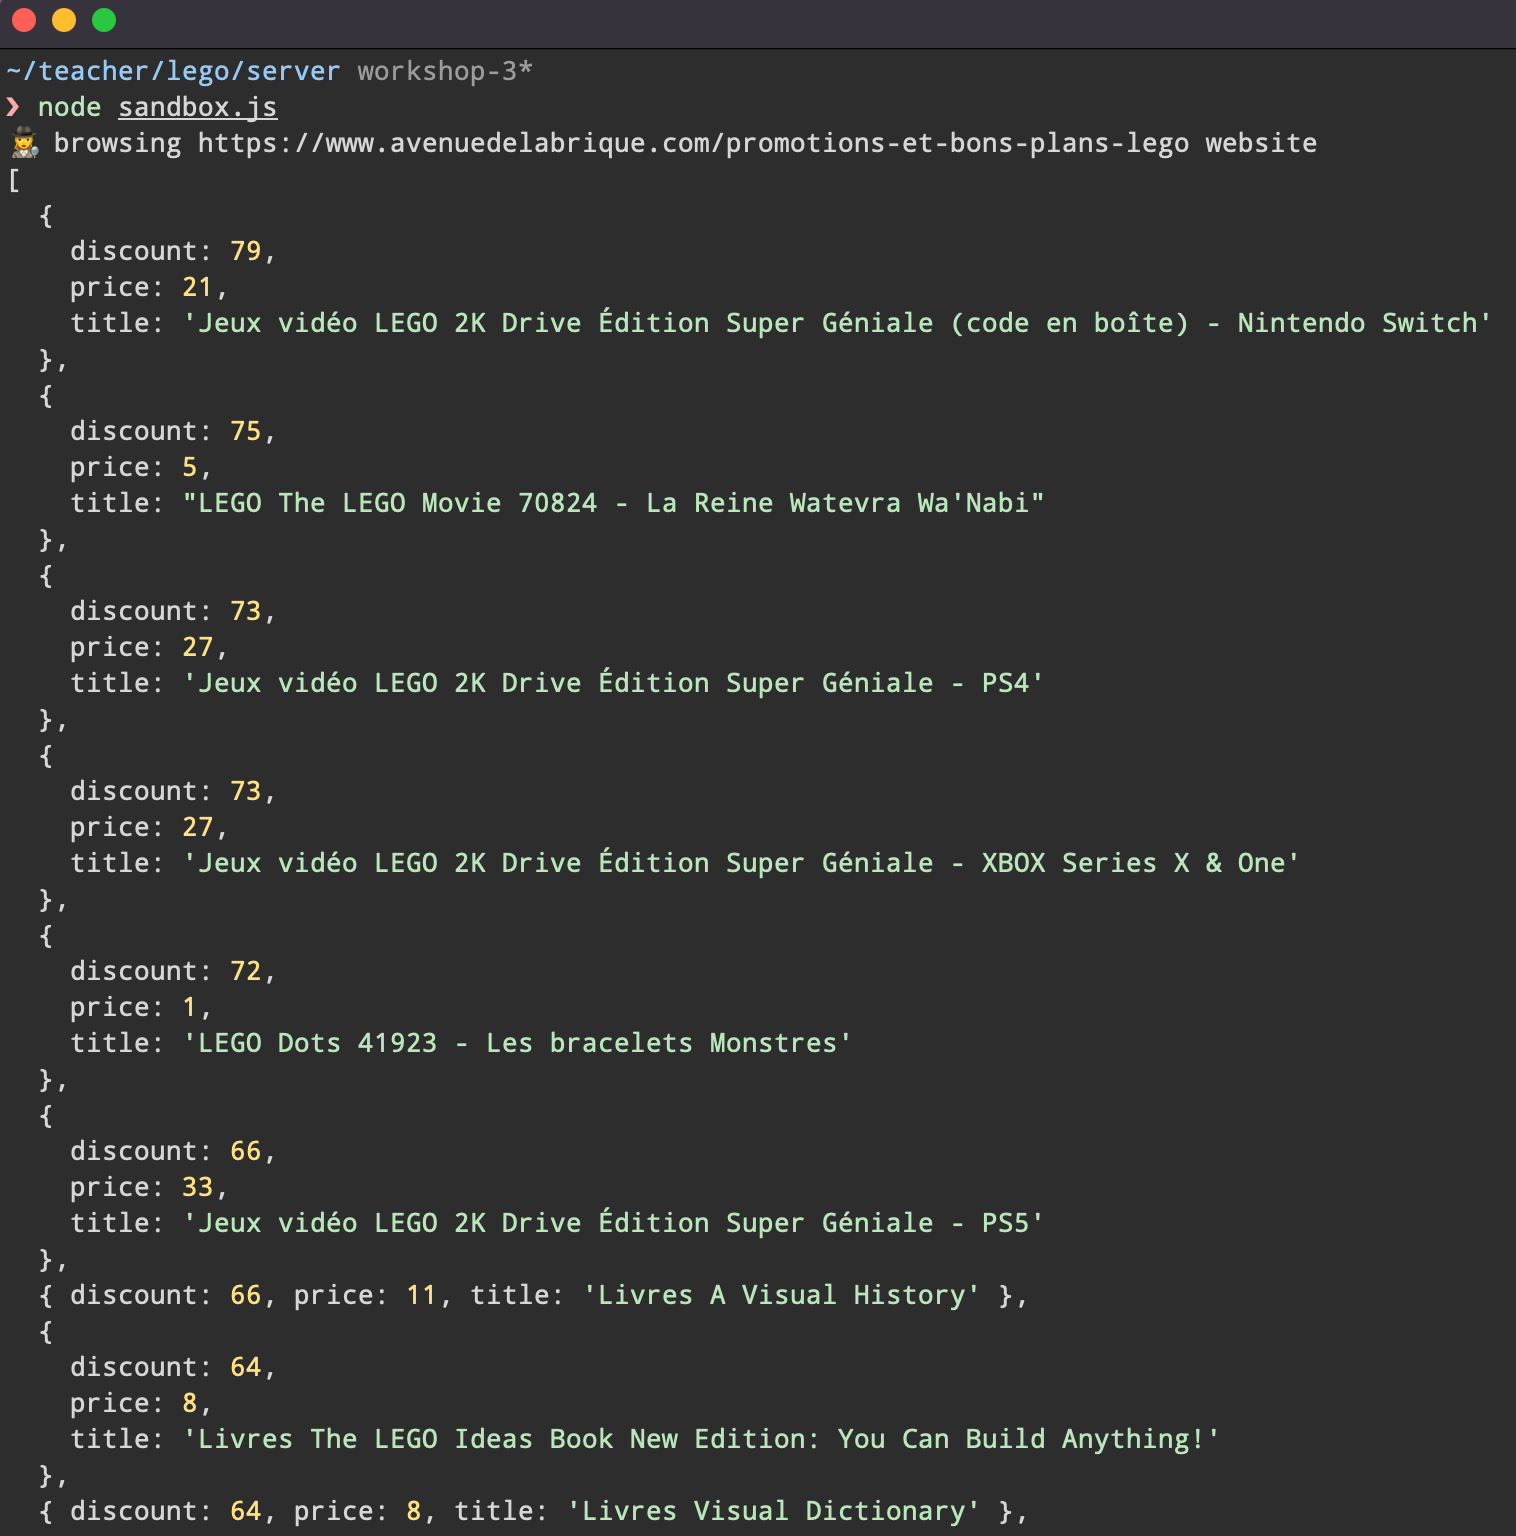 ~/teacher/lego/server workshop-3*
❯ node sandbox.js
🕵️‍♀️ browsing https://www.avenuedelabrique.com/promotions-et-bons-plans-lego website
[
  {
    discount: 79,
    price: 21,
    title: 'Jeux vidéo LEGO 2K Drive Édition Super Géniale (code en boîte) - Nintendo Switch'
  },
  {
    discount: 75,
    price: 5,
    title: "LEGO The LEGO Movie 70824 - La Reine Watevra Wa'Nabi"
  },
  {
    discount: 73,
    price: 27,
    title: 'Jeux vidéo LEGO 2K Drive Édition Super Géniale - PS4'
  },
  {
    discount: 73,
    price: 27,
    title: 'Jeux vidéo LEGO 2K Drive Édition Super Géniale - XBOX Series X & One'
  },
  {
    discount: 72,
    price: 1,
    title: 'LEGO Dots 41923 - Les bracelets Monstres'
  },
  {
    discount: 66,
    price: 33,
    title: 'Jeux vidéo LEGO 2K Drive Édition Super Géniale - PS5'
  },
  { discount: 66, price: 11, title: 'Livres A Visual History' },
  {
    discount: 64,
    price: 8,
    title: 'Livres The LEGO Ideas Book New Edition: You Can Build Anything!'
  },
  { discount: 64, price: 8, title: 'Livres Visual Dictionary' },